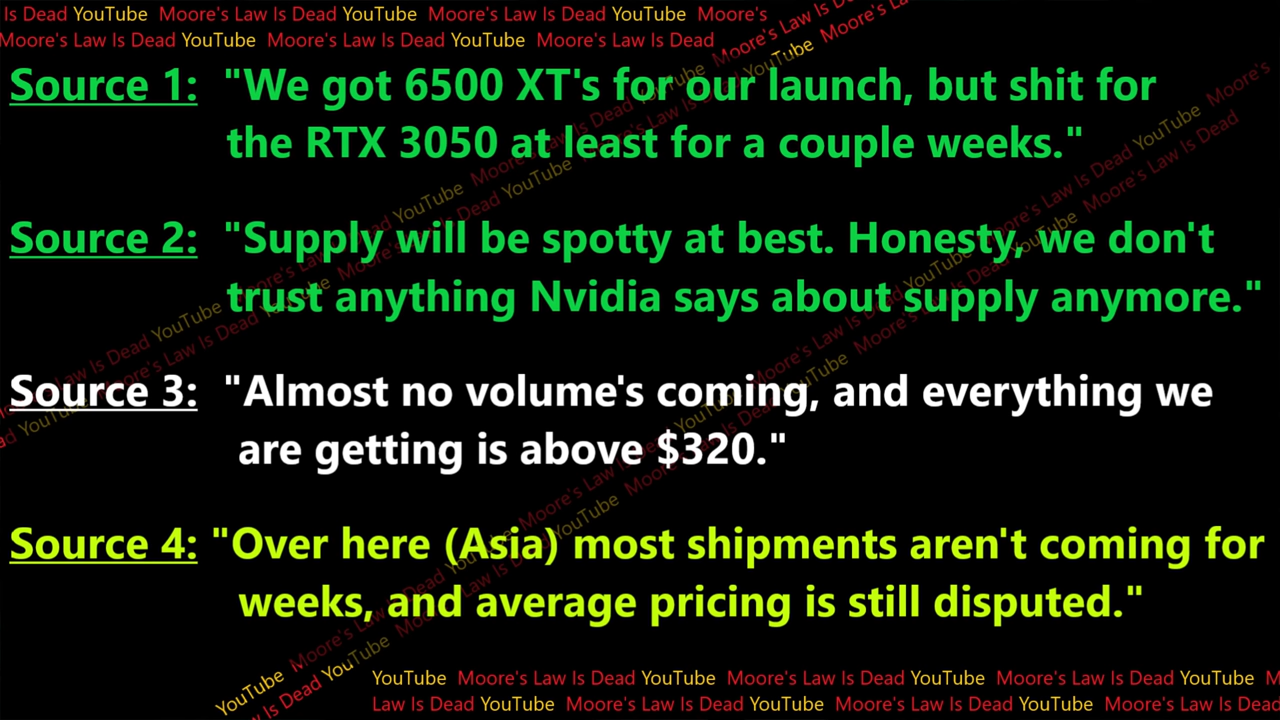 Is Dead YouTube Moore's Law Is Dead YouTube Moore's Law Is Dead YouTube Moore's
Moore's Law Is Dead YouTube Moore's Law Is Dead YouTube Moore's Law Is Dead
Source 1: "We got 6500 XT's for our launch, but shit for
the RTX 3050 at least for a couple weeks."
Source 2: "Supply will be spotty at best. Honesty, we don't
trust anything Nvidia says about supply anymore."
Source 3: "Almost no volume's coming, and everything we
are getting is above $320."
Source 4: "Over here (Asia) most shipments aren't coming for
weeks, and average pricing is still disputed."
YouTube Moore's Law Is Dead YouTube Moore's Law Is Dead YouTube Moore's Law Is Dead YouTube
Moore's Law Is Dead YouTube Moore's Law Is Dead YouTube Moore's Law Is Dead YouTube Moore's Law Is Dead